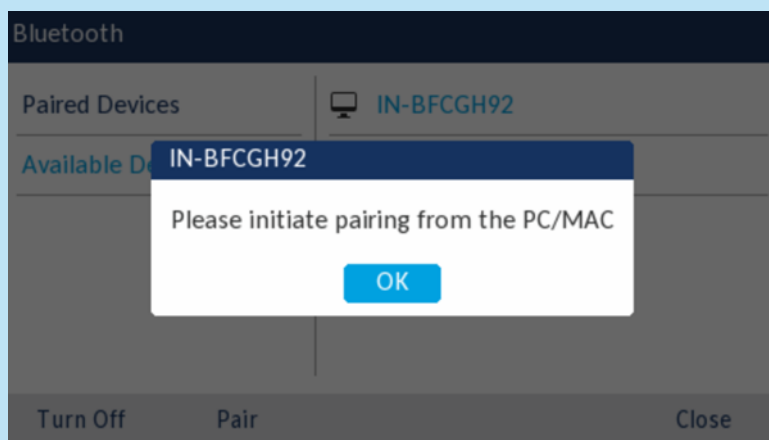 Bluetooth
Paired Devices
IN-BFCGH92
Available De
IN-BFCGH92
Please initiate pairing from the PC/MAC
OK
Turn Off Pair Close